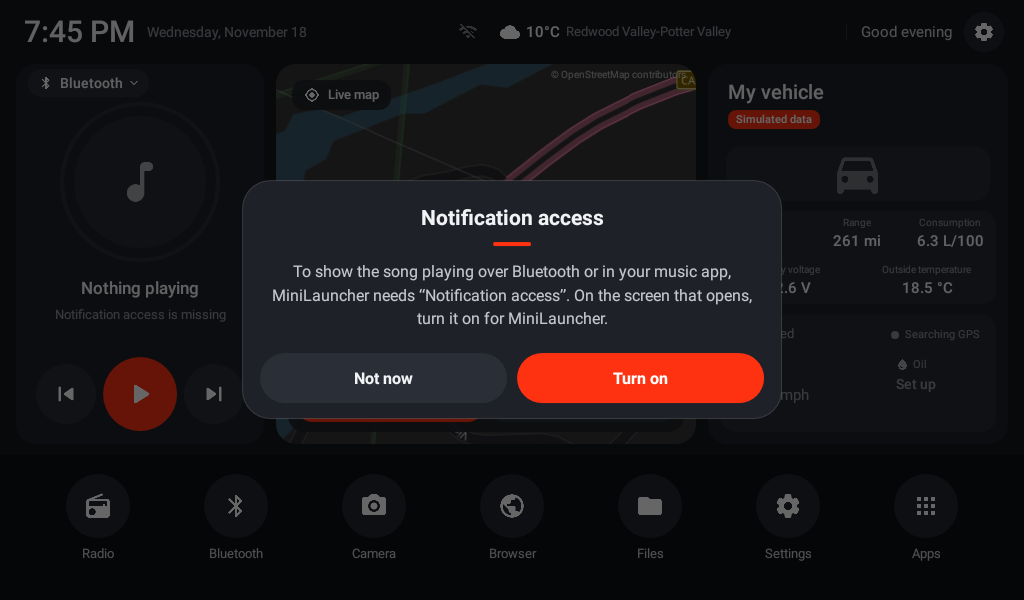 7:45 PM
Wednesday, November 18
10°C
Redwood Valley-Potter Valley
Good evening
Bluetooth
Nothing playing
Notification access is missing
Live map
© OpenStreetMap contributors
CA
My vehicle
Simulated data
Range
261 mi
Consumption
6.3 L/100
voltage
2.6 V
Outside temperature
18.5 °C
Searching GPS
Oil
Set up
mph
Notification access
To show the song playing over Bluetooth or in your music app,
MiniLauncher needs “Notification access”. On the screen that opens,
turn it on for MiniLauncher.
Not now
Turn on
Radio
Bluetooth
Camera
Browser
Files
Settings
Apps